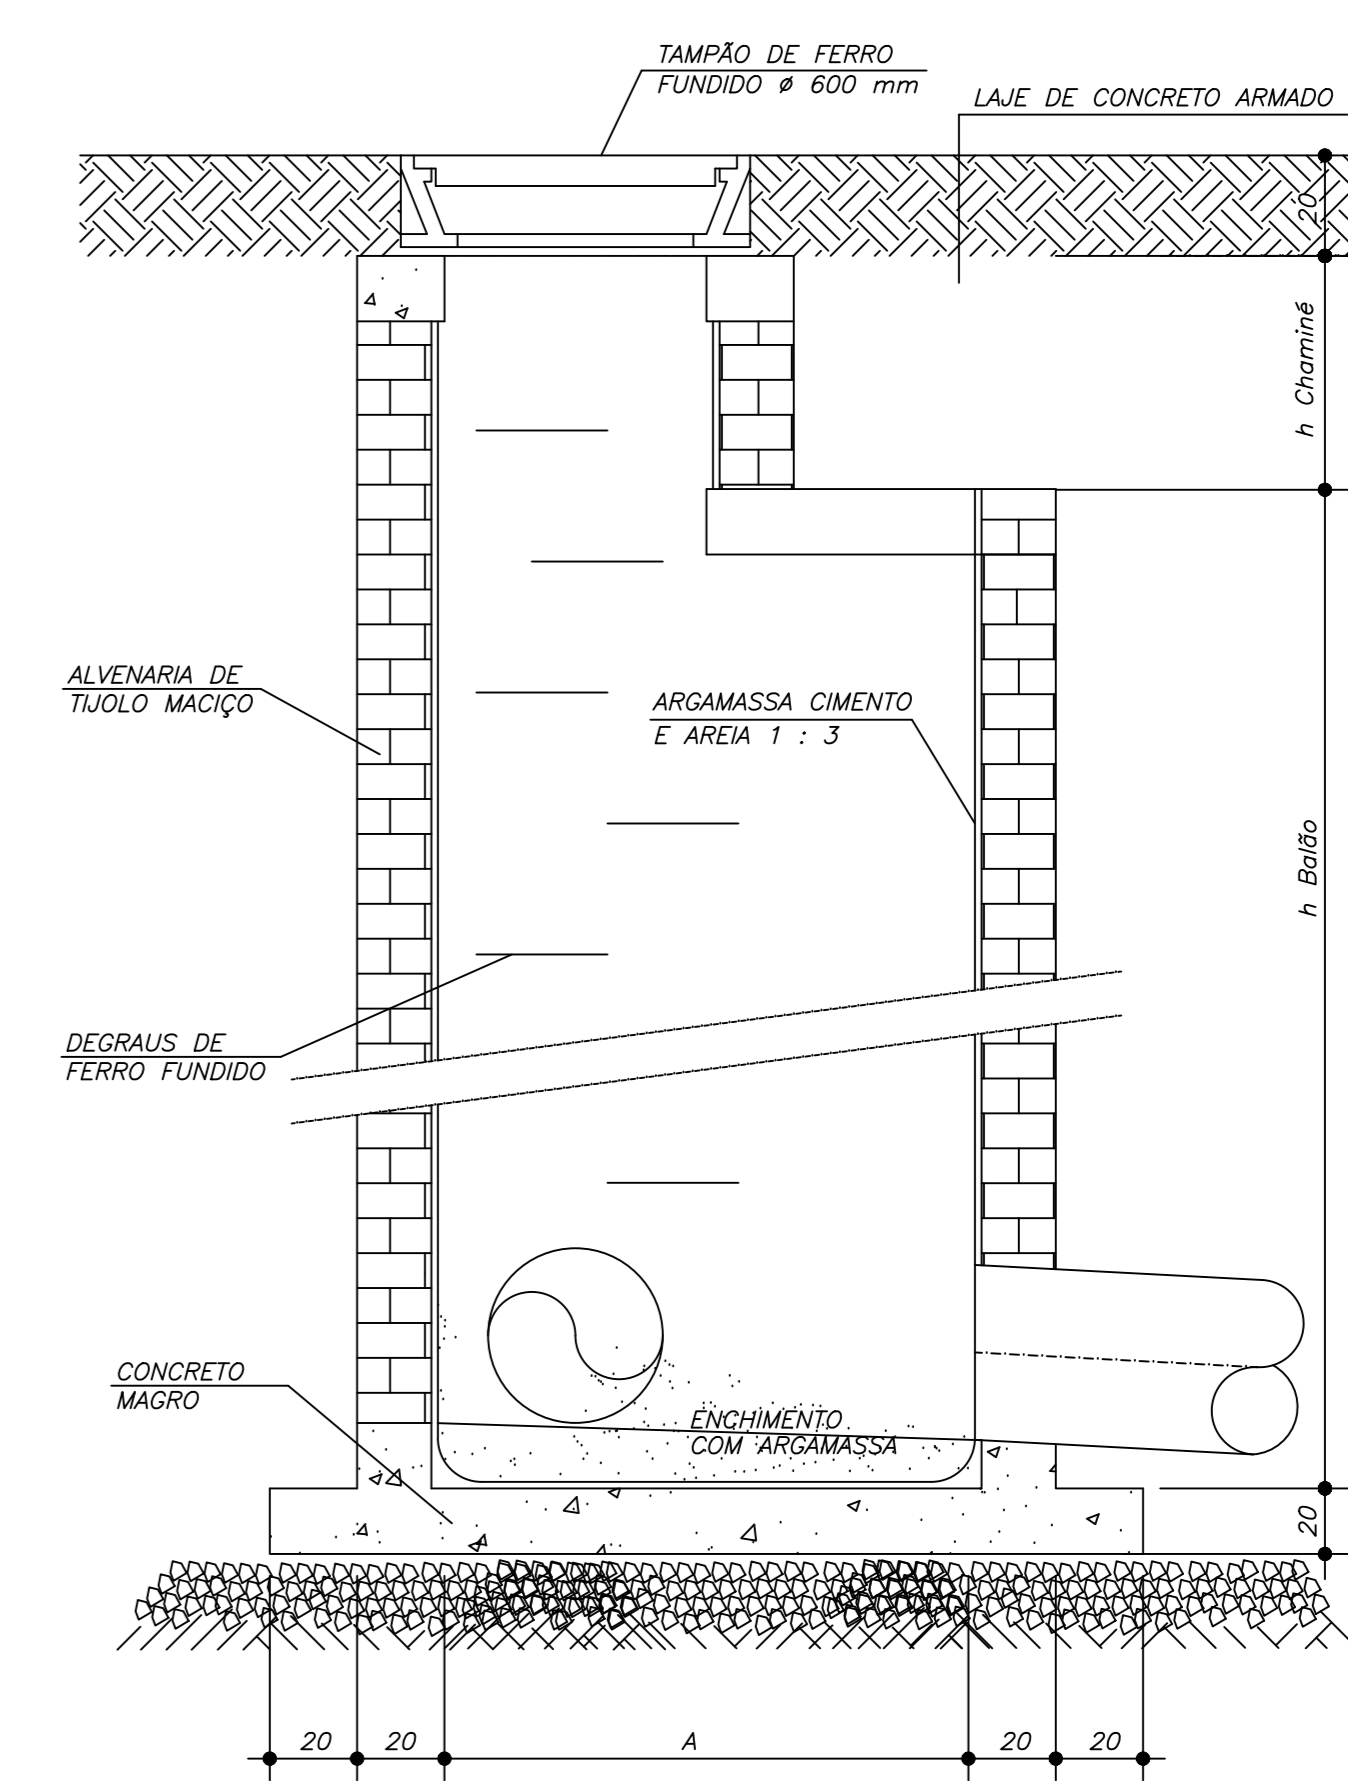 TAMPÃO DE FERRO
FUNDIDO ø 600 mm
LAJE DE CONCRETO ARMADO
20
h Chaminé
ALVENARIA DE
TIJOLO MACIÇO
ARGAMASSA CIMENTO
E AREIA 1 : 3
h Balão
DEGRAUS DE
FERRO FUNDIDO
CONCRETO
MAGRO
ENCHIMENTO
COM ARGAMASSA
20
20 20 A 20 20